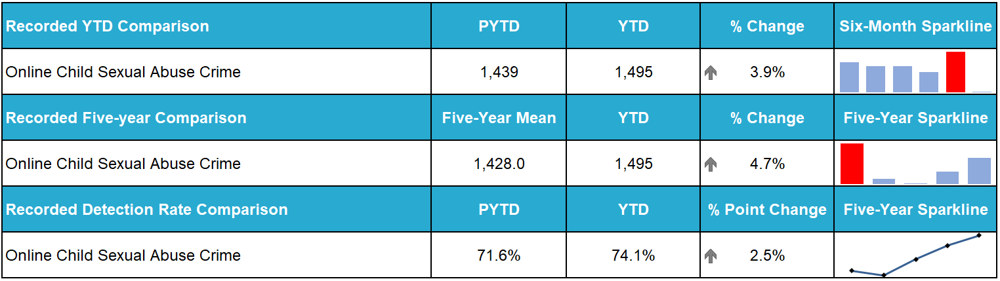 Recorded YTD Comparison PYTD YTD % Change Six-Month Sparkline
Online Child Sexual Abuse Crime 1,439 1,495 3.9%
Recorded Five-year Comparison Five-Year Mean YTD % Change Five-Year Sparkline
Online Child Sexual Abuse Crime 1,428.0 1,495 4.7%
Recorded Detection Rate Comparison PYTD YTD % Point Change Five-Year Sparkline
Online Child Sexual Abuse Crime 71.6% 74.1% 2.5%